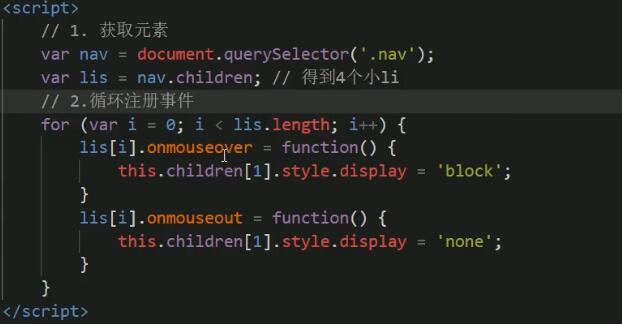 <script>
// 1. 获取元素
var nav = document.querySelector('.nav');
var lis = nav.children; // 得到4个小li
// 2.循环注册事件
for (var i = 0; i < lis.length; i++) {
lis[i].onmouseover = function() {
this.children[1].style.display = 'block';
}
lis[i].onmouseout = function() {
this.children[1].style.display = 'none';
}
}
</script>